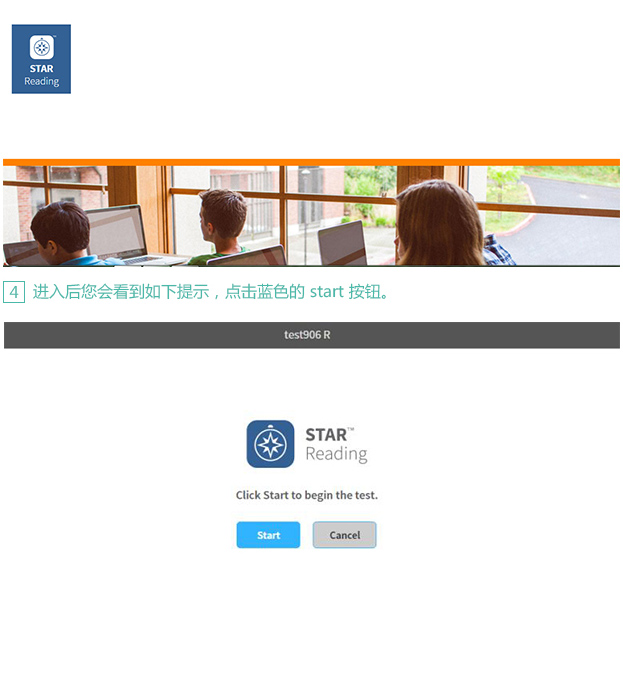 STAR
Reading
4 进入后您会看到如下提示，点击蓝色的 start 按钮。
test906 R
STAR™
Reading
Click Start to begin the test.
Start Cancel